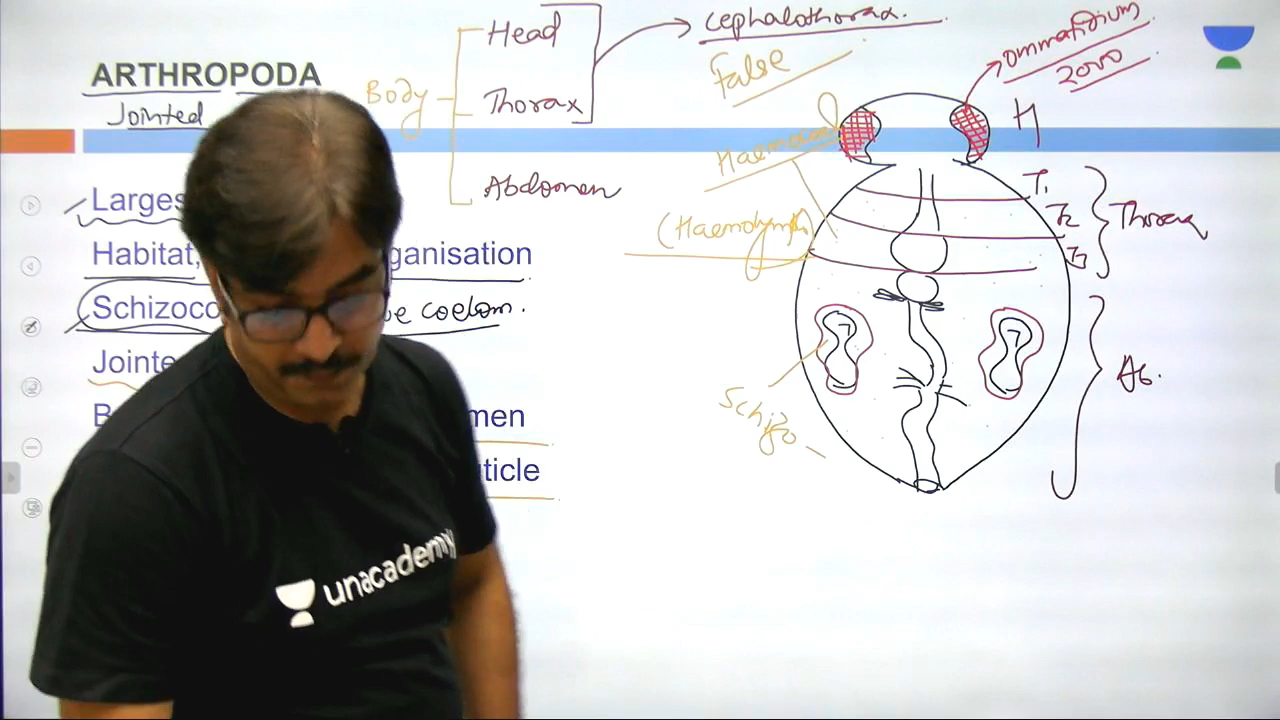 ARTHROPODA
Jointed
Larges
Habitat, ganisation
Schizoco e coelom.
Jointe
B men
ticle
Body
Head
Thorax
Abdomen
cephalothorax.
False
Haemocoel
(Haemolymph)
Schizo
ommatidium
2000
H
T1
T2
T3
Thorax
Ab.
unacademy